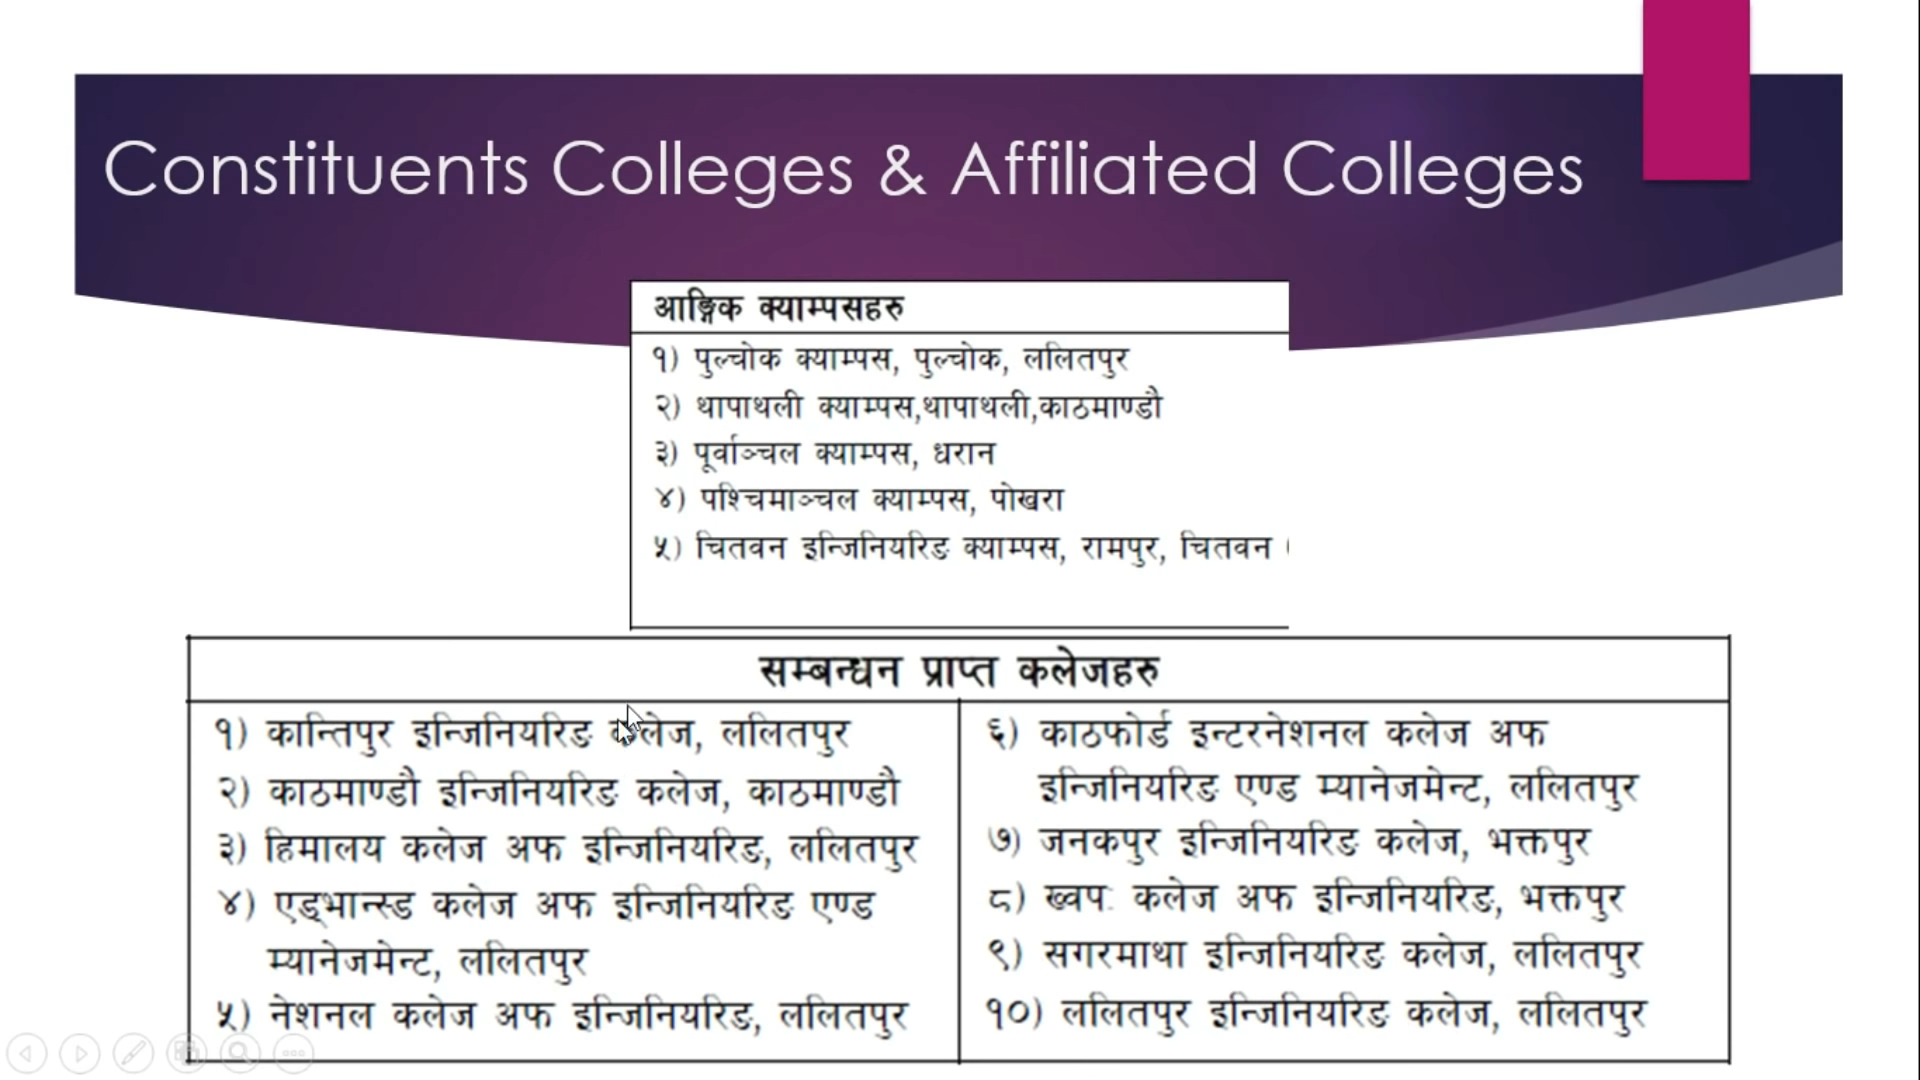 Constituents Colleges & Affiliated Colleges
आङ्गिक क्याम्पसहरु
१) पुल्चोक क्याम्पस, पुल्चोक, ललितपुर
२) थापाथली क्याम्पस,थापाथली,काठमाण्डौ
३) पूर्वाञ्चल क्याम्पस, धरान
४) पश्चिमाञ्चल क्याम्पस, पोखरा
५) चितवन इन्जिनियरिङ क्याम्पस, रामपुर, चितवन
सम्बन्धन प्राप्त कलेजहरु
१) कान्तिपुर इन्जिनियरिङ कलेज, ललितपुर
२) काठमाण्डौ इन्जिनियरिङ कलेज, काठमाण्डौ
३) हिमालय कलेज अफ इन्जिनियरिङ, ललितपुर
४) एड्भान्स्ड कलेज अफ इन्जिनियरिङ एण्ड
म्यानेजमेन्ट, ललितपुर
५) नेशनल कलेज अफ इन्जिनियरिङ, ललितपुर
६) काठफोर्ड इन्टरनेशनल कलेज अफ
इन्जिनियरिङ एण्ड म्यानेजमेन्ट, ललितपुर
७) जनकपुर इन्जिनियरिङ कलेज, भक्तपुर
८) ख्वपः कलेज अफ इन्जिनियरिङ, भक्तपुर
९) सगरमाथा इन्जिनियरिङ कलेज, ललितपुर
१०) ललितपुर इन्जिनियरिङ कलेज, ललितपुर